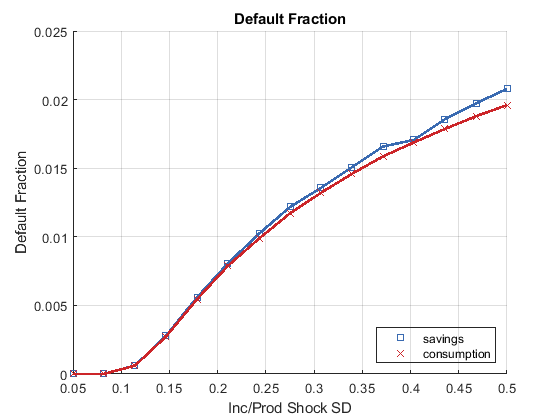 Default Fraction
0.025
0.02
0.015
0.01
0.005
0
Default Fraction
0.05 0.1 0.15 0.2 0.25 0.3 0.35 0.4 0.45 0.5
Inc/Prod Shock SD
savings
consumption